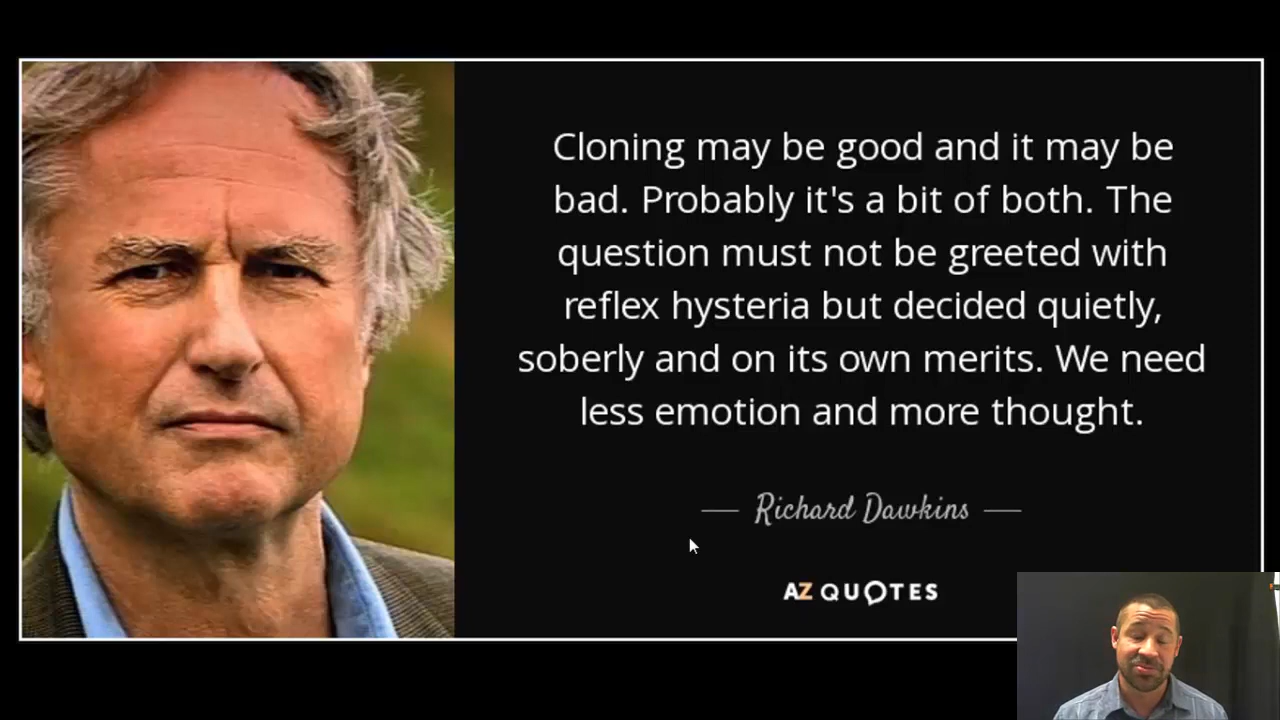 Cloning may be good and it may be
bad. Probably it's a bit of both. The
question must not be greeted with
reflex hysteria but decided quietly,
soberly and on its own merits. We need
less emotion and more thought.
Richard Dawkins
AZ QUOTES